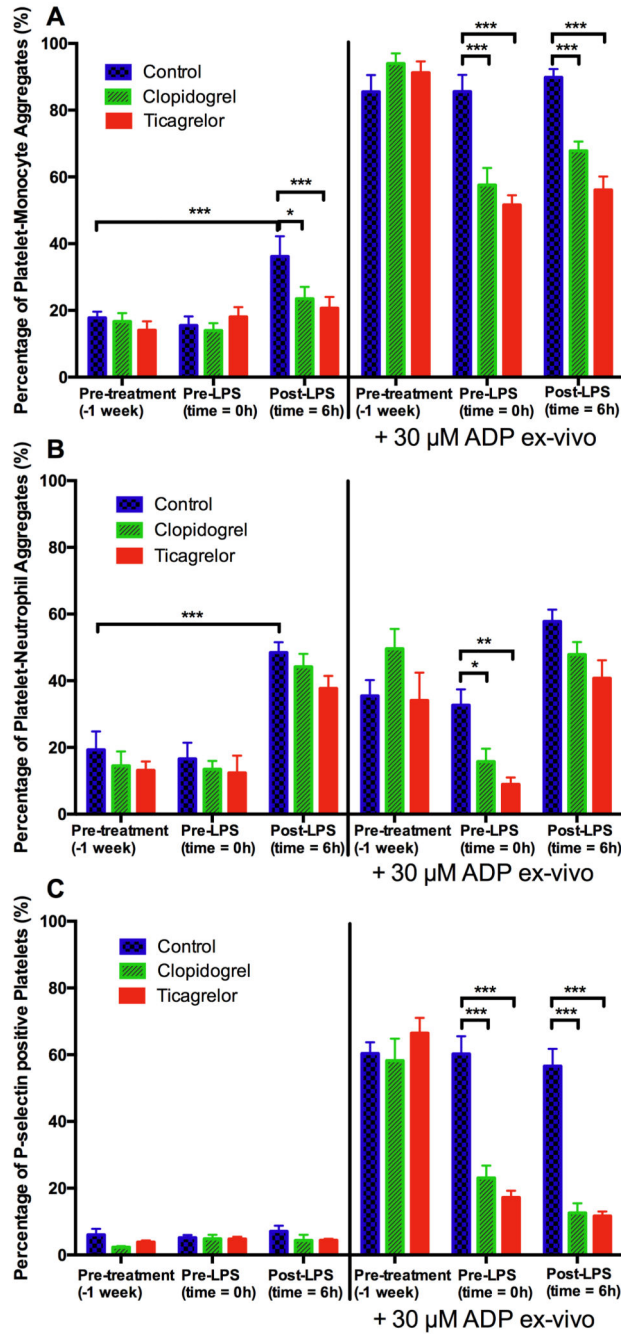 A
Percentage of Platelet-Monocyte Aggregates (%)
100
80
60
40
20
0
Control
Clopidogrel
Ticagrelor
***
***
*
***
***
***
***
Pre-treatment
(-1 week)
Pre-LPS
(time = 0h)
Post-LPS
(time = 6h)
Pre-treatment
(-1 week)
Pre-LPS
(time = 0h)
Post-LPS
(time = 6h)
+ 30 µM ADP ex-vivo
B
Percentage of Platelet-Neutrophil Aggregates (%)
100
80
60
40
20
0
Control
Clopidogrel
Ticagrelor
***
**
*
Pre-treatment
(-1 week)
Pre-LPS
(time = 0h)
Post-LPS
(time = 6h)
Pre-treatment
(-1 week)
Pre-LPS
(time = 0h)
Post-LPS
(time = 6h)
+ 30 µM ADP ex-vivo
C
Percentage of P-selectin positive Platelets (%)
100
80
60
40
20
0
Control
Clopidogrel
Ticagrelor
***
***
***
***
Pre-treatment
(-1 week)
Pre-LPS
(time = 0h)
Post-LPS
(time = 6h)
Pre-treatment
(-1 week)
Pre-LPS
(time = 0h)
Post-LPS
(time = 6h)
+ 30 µM ADP ex-vivo